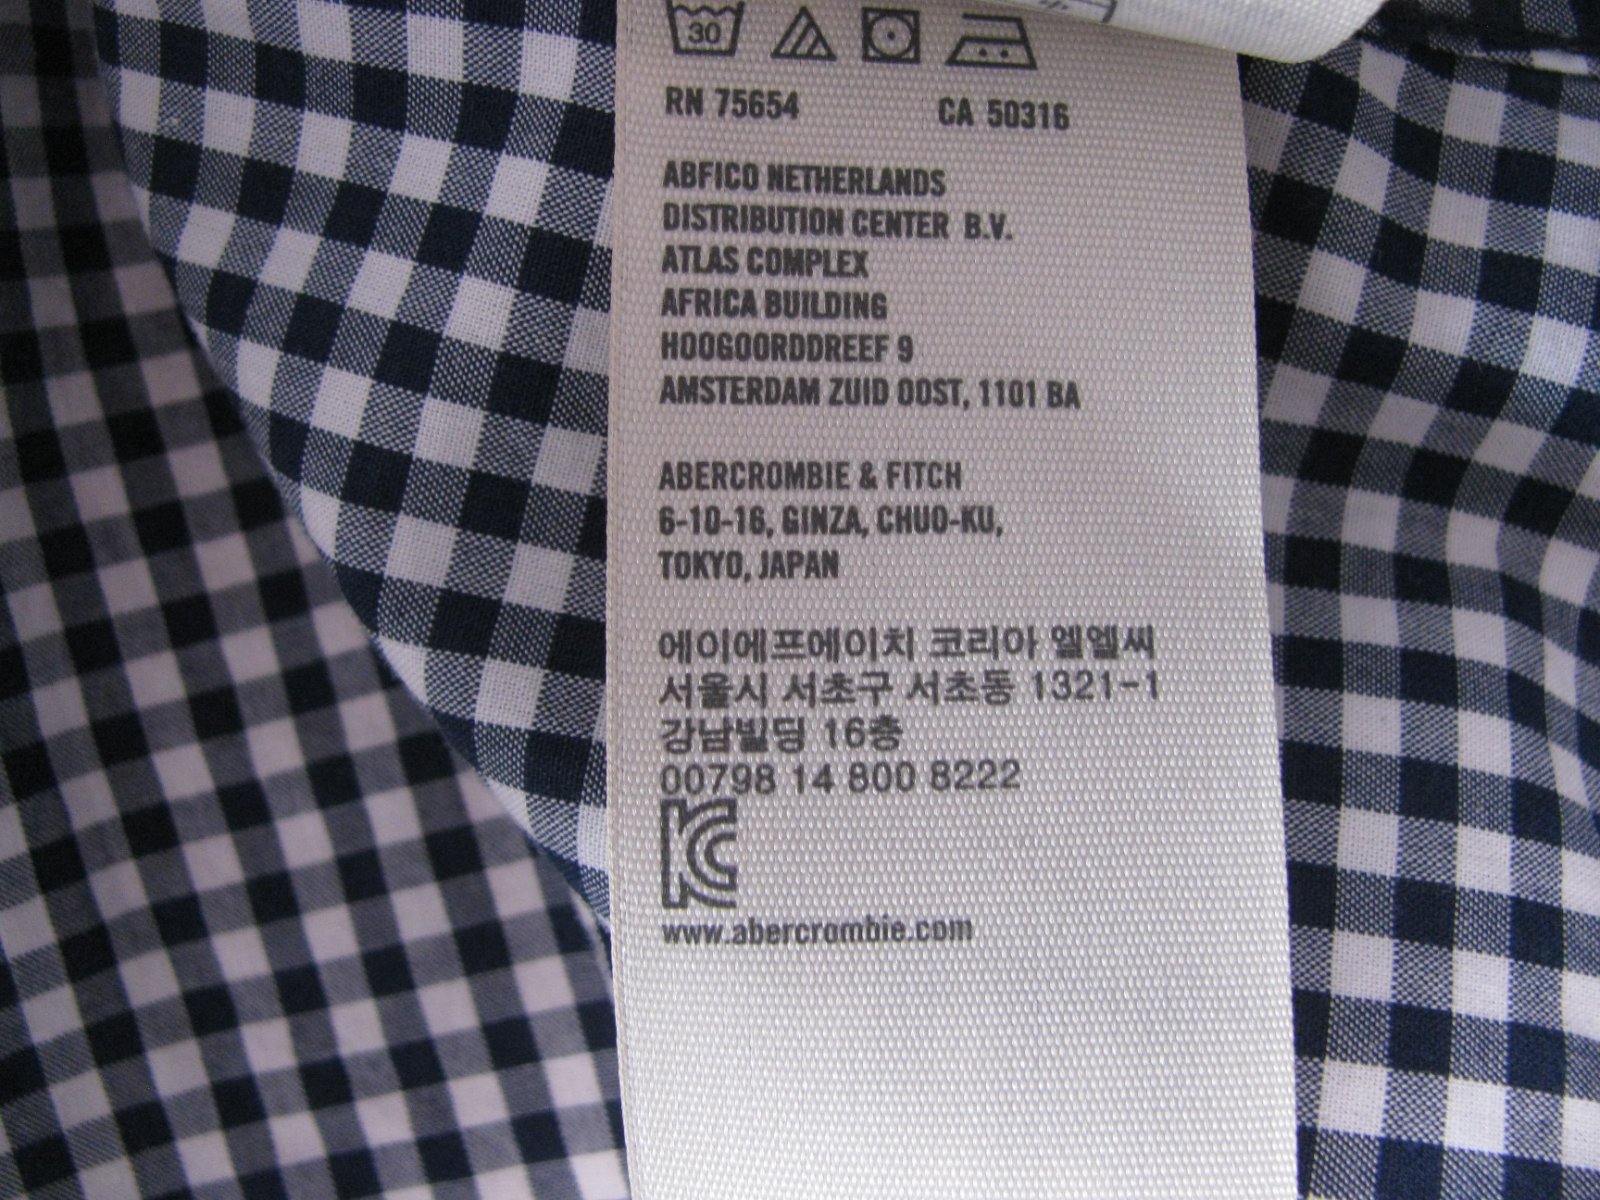 30
RN 75654 CA 50316
ABFICO NETHERLANDS
DISTRIBUTION CENTER B.V.
ATLAS COMPLEX
AFRICA BUILDING
HOOGOORDDREEF 9
AMSTERDAM ZUID OOST, 1101 BA
ABERCROMBIE & FITCH
6-10-16, GINZA, CHUO-KU,
TOKYO, JAPAN
에이에프에이치 코리아 엘엘씨
서울시 서초구 서초동 1321-1
강남빌딩 16층
00798 14 800 8222
KC
www.abercrombie.com